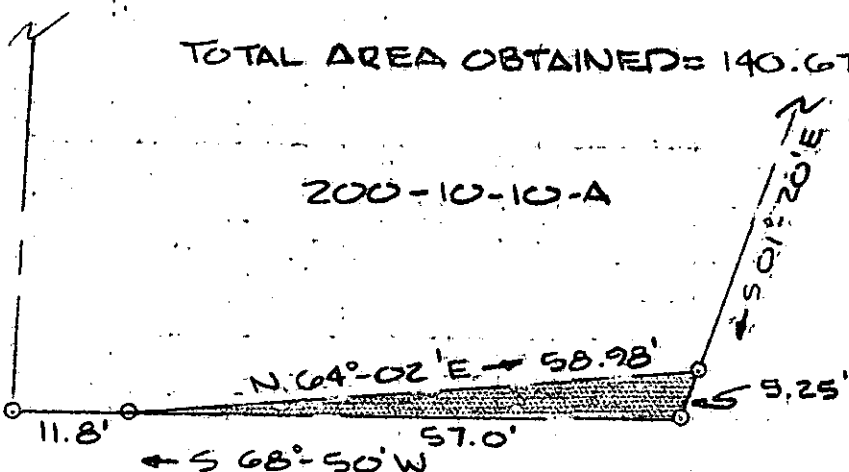 TOTAL AREA OBTAINED = 140.67
200-10-10-A
S 01°-20'E
N. 64°-02'E 58.98'
5.25'
11.8'
57.0'
S 68°-50'W